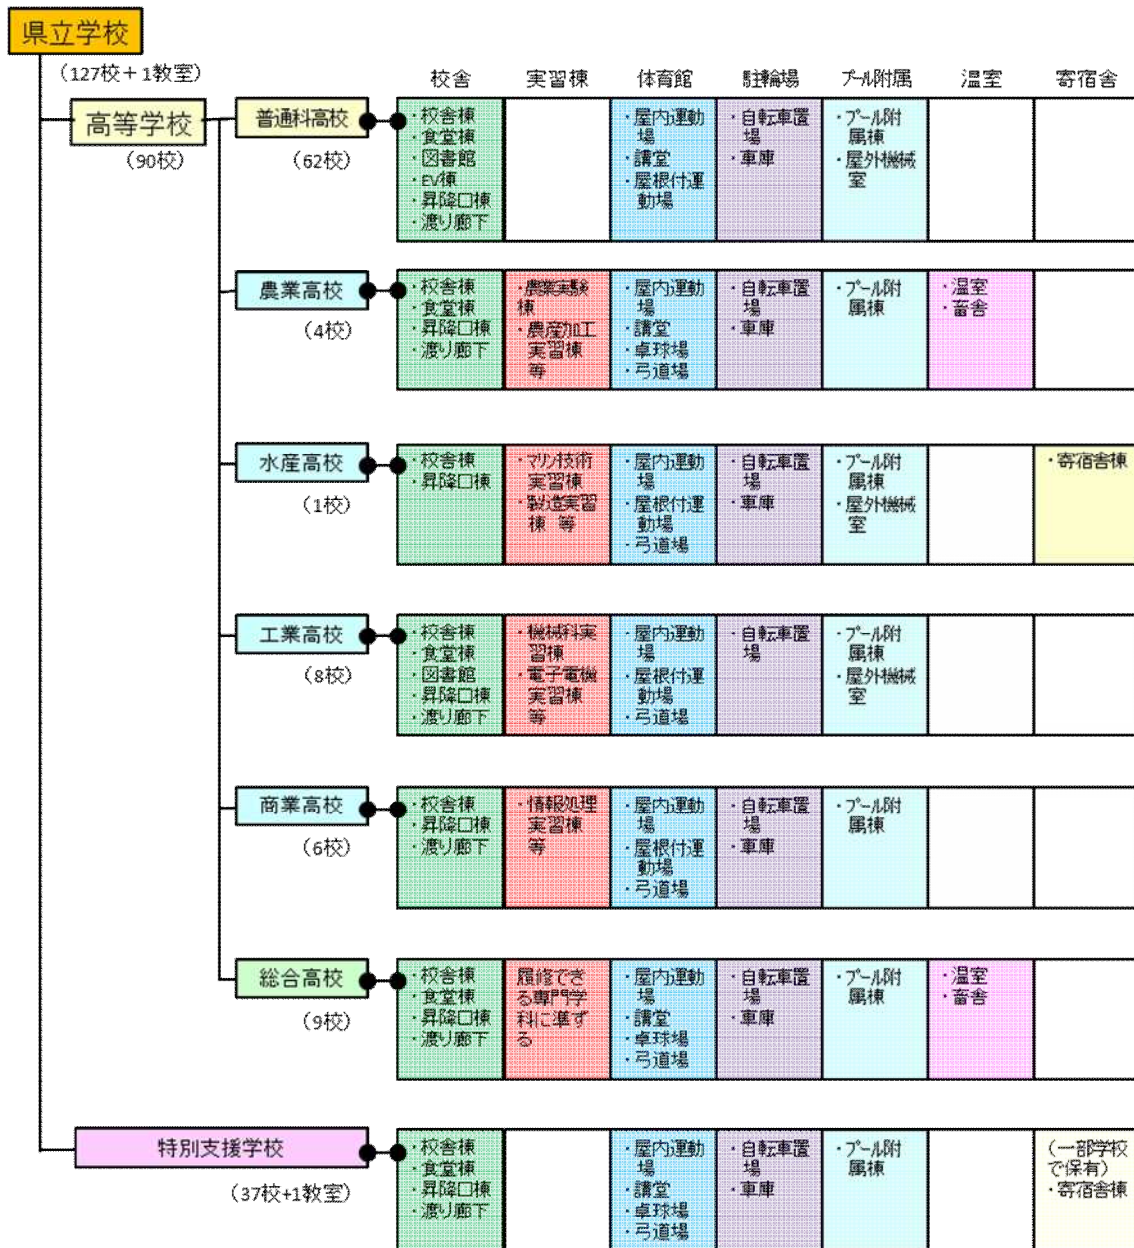 県立学校
(127校＋1教室)
校舎 実習棟 体育館 駐輪場 プール附属 温室 寄宿舎
高等学校
(90校)
普通科高校
(62校)
・校舎棟
・食堂棟
・図書館
・EV棟
・昇降口棟
・渡り廊下
・屋内運動
場
・講堂
・屋根付運
動場
・自転車置
場
・車庫
・プール附
属棟
・屋外機械
室
農業高校
(4校)
・校舎棟
・食堂棟
・昇降口棟
・渡り廊下
・農業実験
棟
・農産加工
実習棟
等
・屋内運動
場
・講堂
・卓球場
・弓道場
・自転車置
場
・車庫
・プール附
属棟
・温室
・畜舎
水産高校
(1校)
・校舎棟
・昇降口棟
・マリン技術
実習棟
・製造実習
棟 等
・屋内運動
場
・屋根付運
動場
・弓道場
・自転車置
場
・車庫
・プール附
属棟
・屋外機械
室
・寄宿舎棟
工業高校
(8校)
・校舎棟
・食堂棟
・図書館
・昇降口棟
・渡り廊下
・機械科実
習棟
・電子電機
実習棟
等
・屋内運動
場
・屋根付運
動場
・弓道場
・自転車置
場
・プール附
属棟
・屋外機械
室
商業高校
(6校)
・校舎棟
・昇降口棟
・渡り廊下
・情報処理
実習棟
等
・屋内運動
場
・屋根付運
動場
・弓道場
・自転車置
場
・車庫
・プール附
属棟
総合高校
(9校)
・校舎棟
・食堂棟
・昇降口棟
・渡り廊下
履修でき
る専門学
科に準ず
る
・屋内運動
場
・講堂
・卓球場
・弓道場
・自転車置
場
・車庫
・プール附
属棟
・温室
・畜舎
特別支援学校
(37校+1教室)
・校舎棟
・食堂棟
・昇降口棟
・渡り廊下
・屋内運動
場
・講堂
・卓球場
・弓道場
・自転車置
場
・車庫
・プール附
属棟
(一部学校
で保有)
・寄宿舎棟